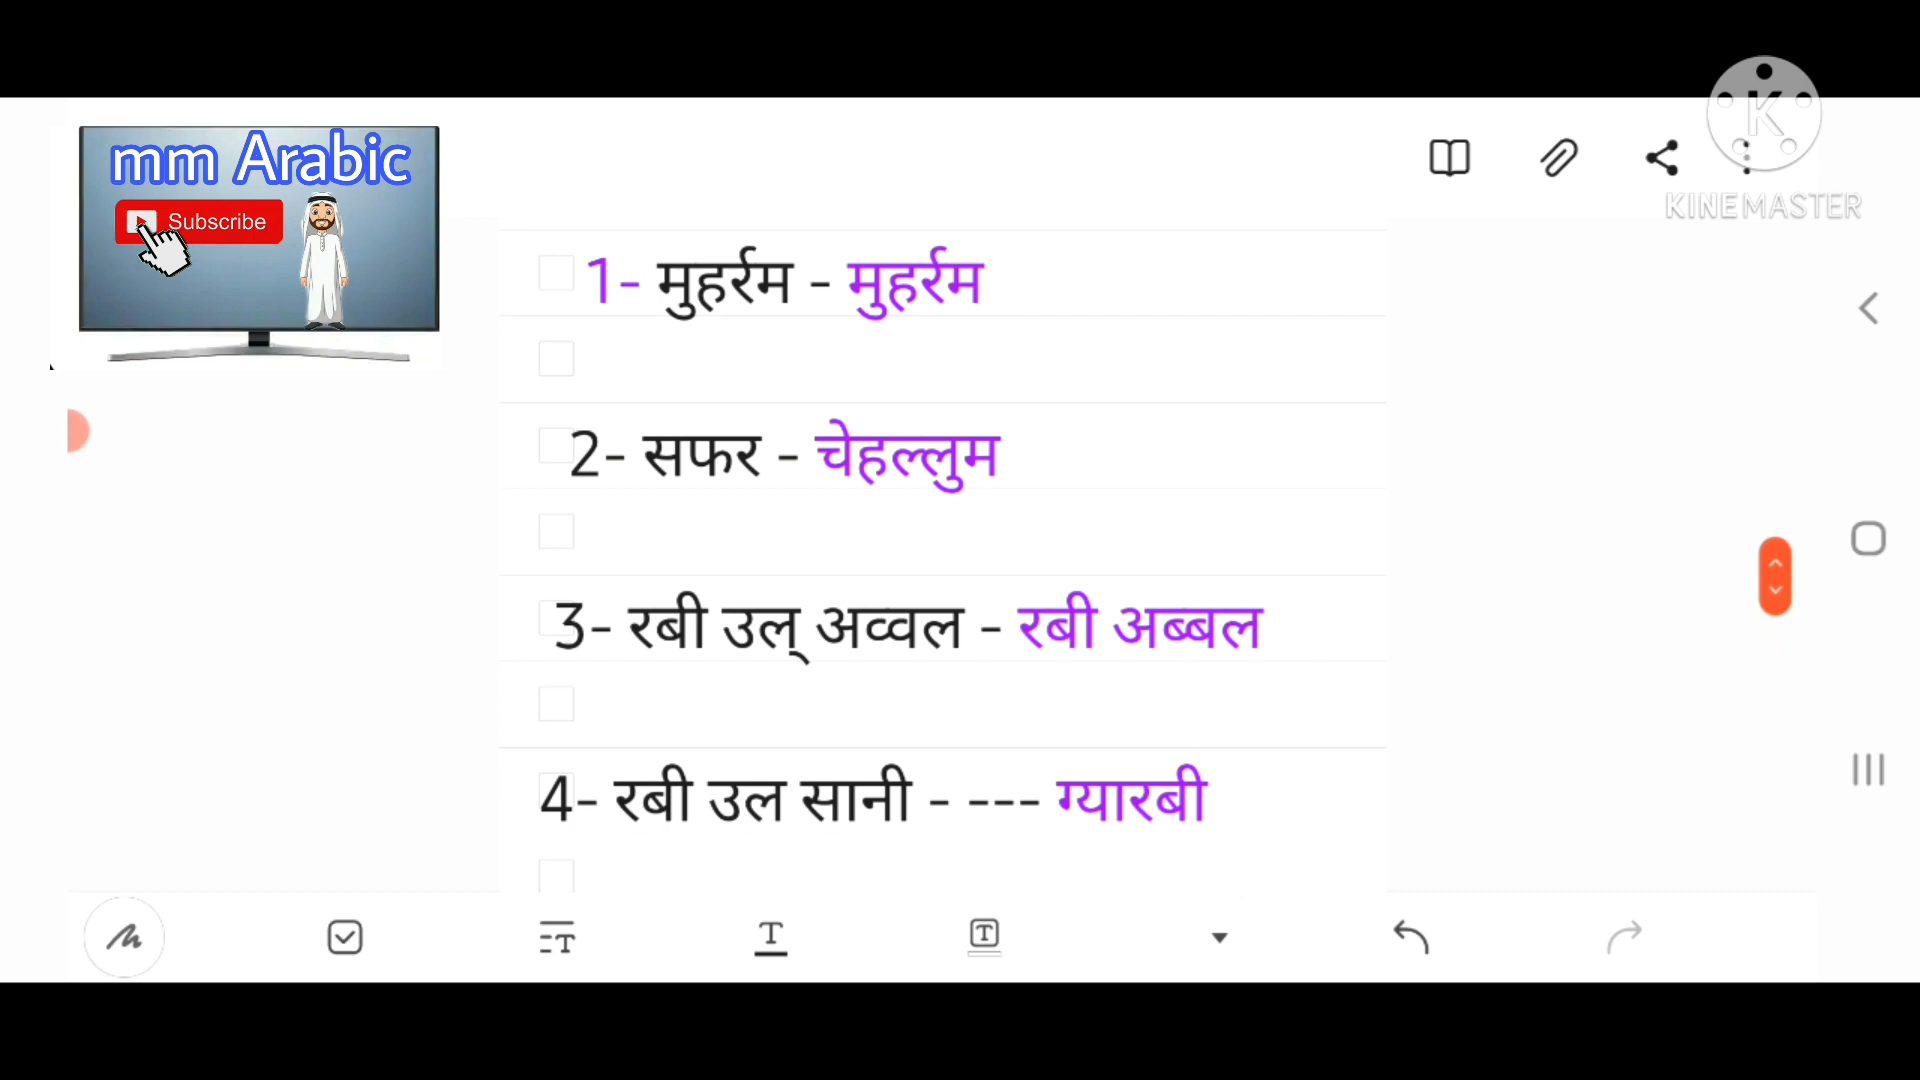 mm Arabic
Subscribe
K
KINEMASTER
1- मुहर्रम - मुहर्रम
2- सफर - चेहल्लुम
3- रबी उल् अव्वल - रबी अब्बल
4- रबी उल सानी - --- ग्यारबी